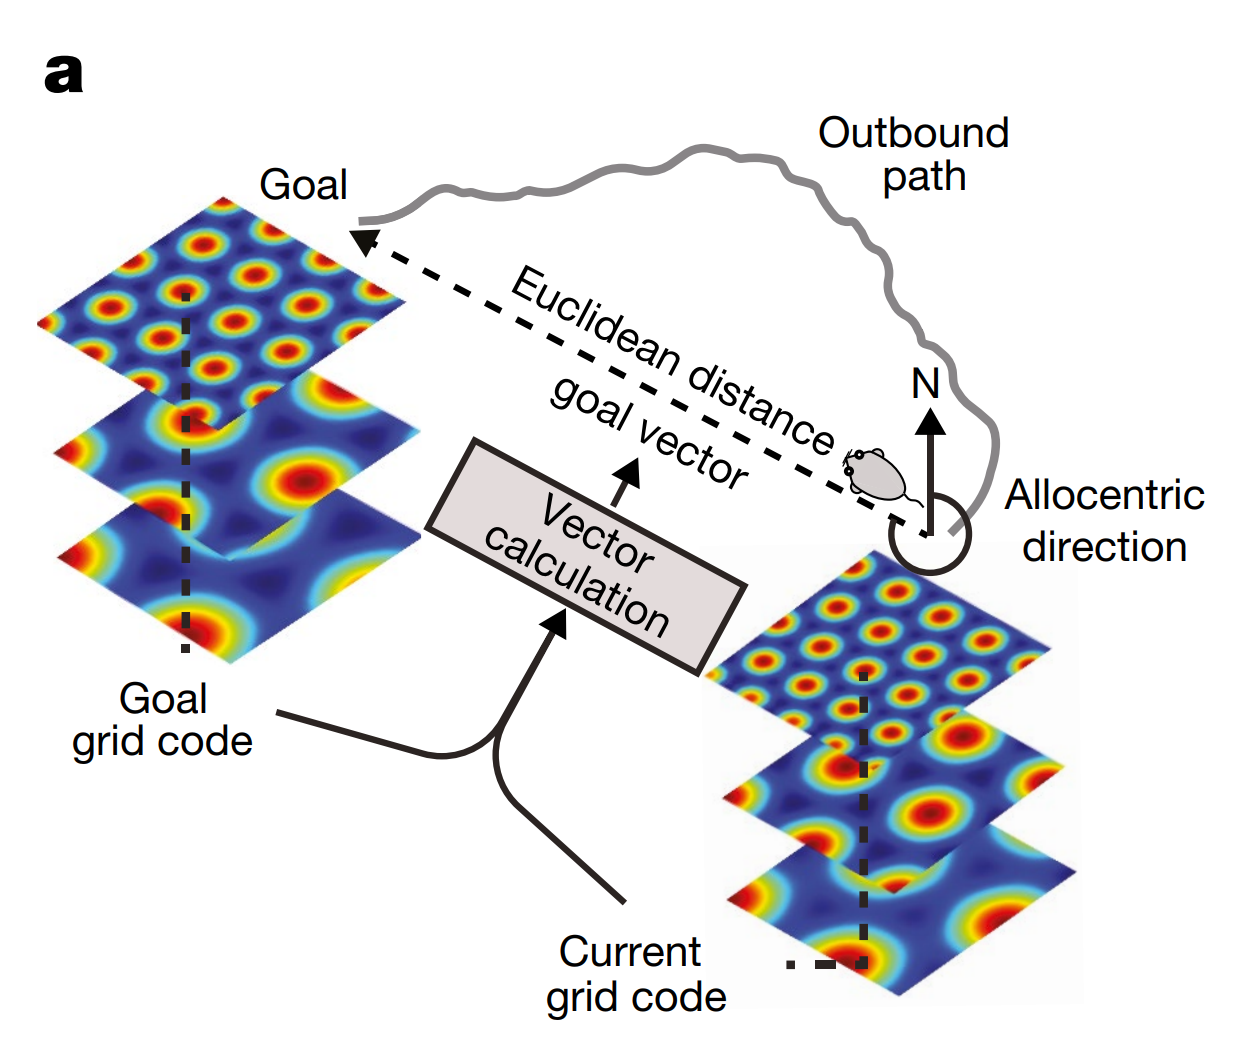 a
Outbound
path
Goal
Euclidean distance
goal vector
N
Allocentric
direction
Vector
calculation
Goal
grid code
Current
grid code